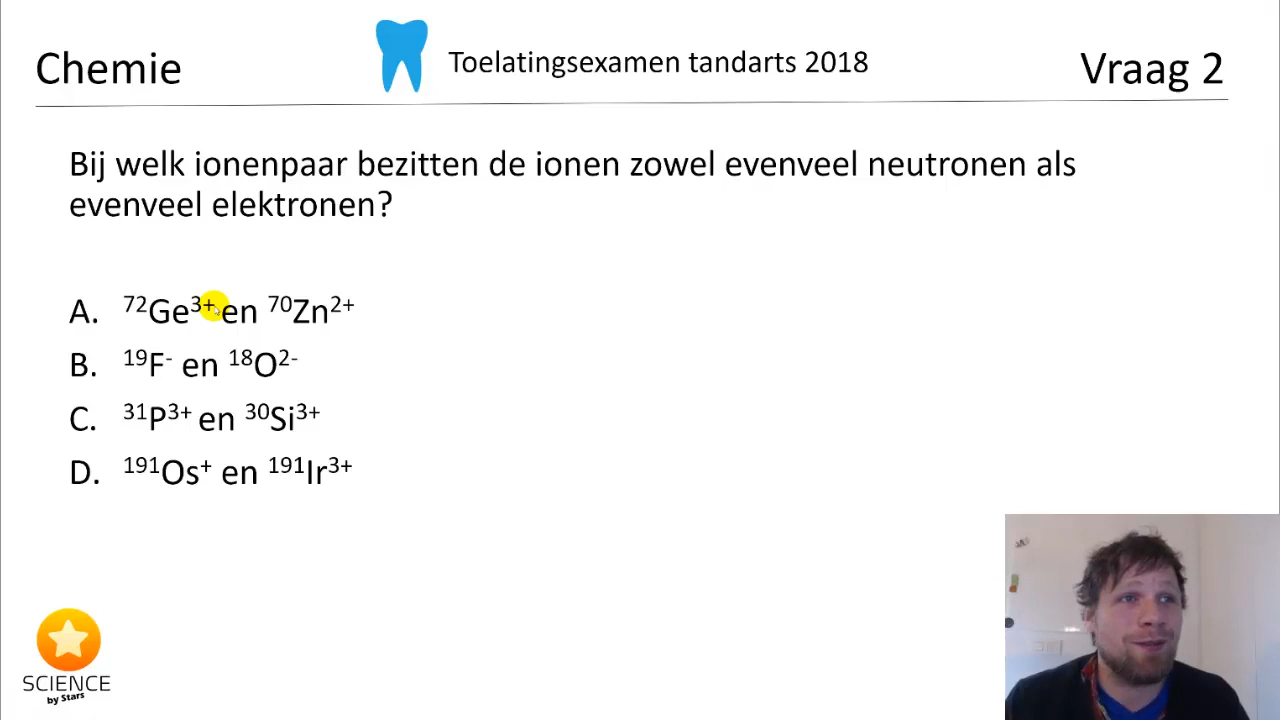 Chemie
Toelatingsexamen tandarts 2018
Vraag 2
Bij welk ionenpaar bezitten de ionen zowel evenveel neutronen als
evenveel elektronen?
A. ⁷²Ge³⁺ en ⁷⁰Zn²⁺
B. ¹⁹F⁻ en ¹⁸O²⁻
C. ³¹P³⁺ en ³⁰Si³⁺
D. ¹⁹¹Os⁺ en ¹⁹¹Ir³⁺
SCIENCE
by Stars